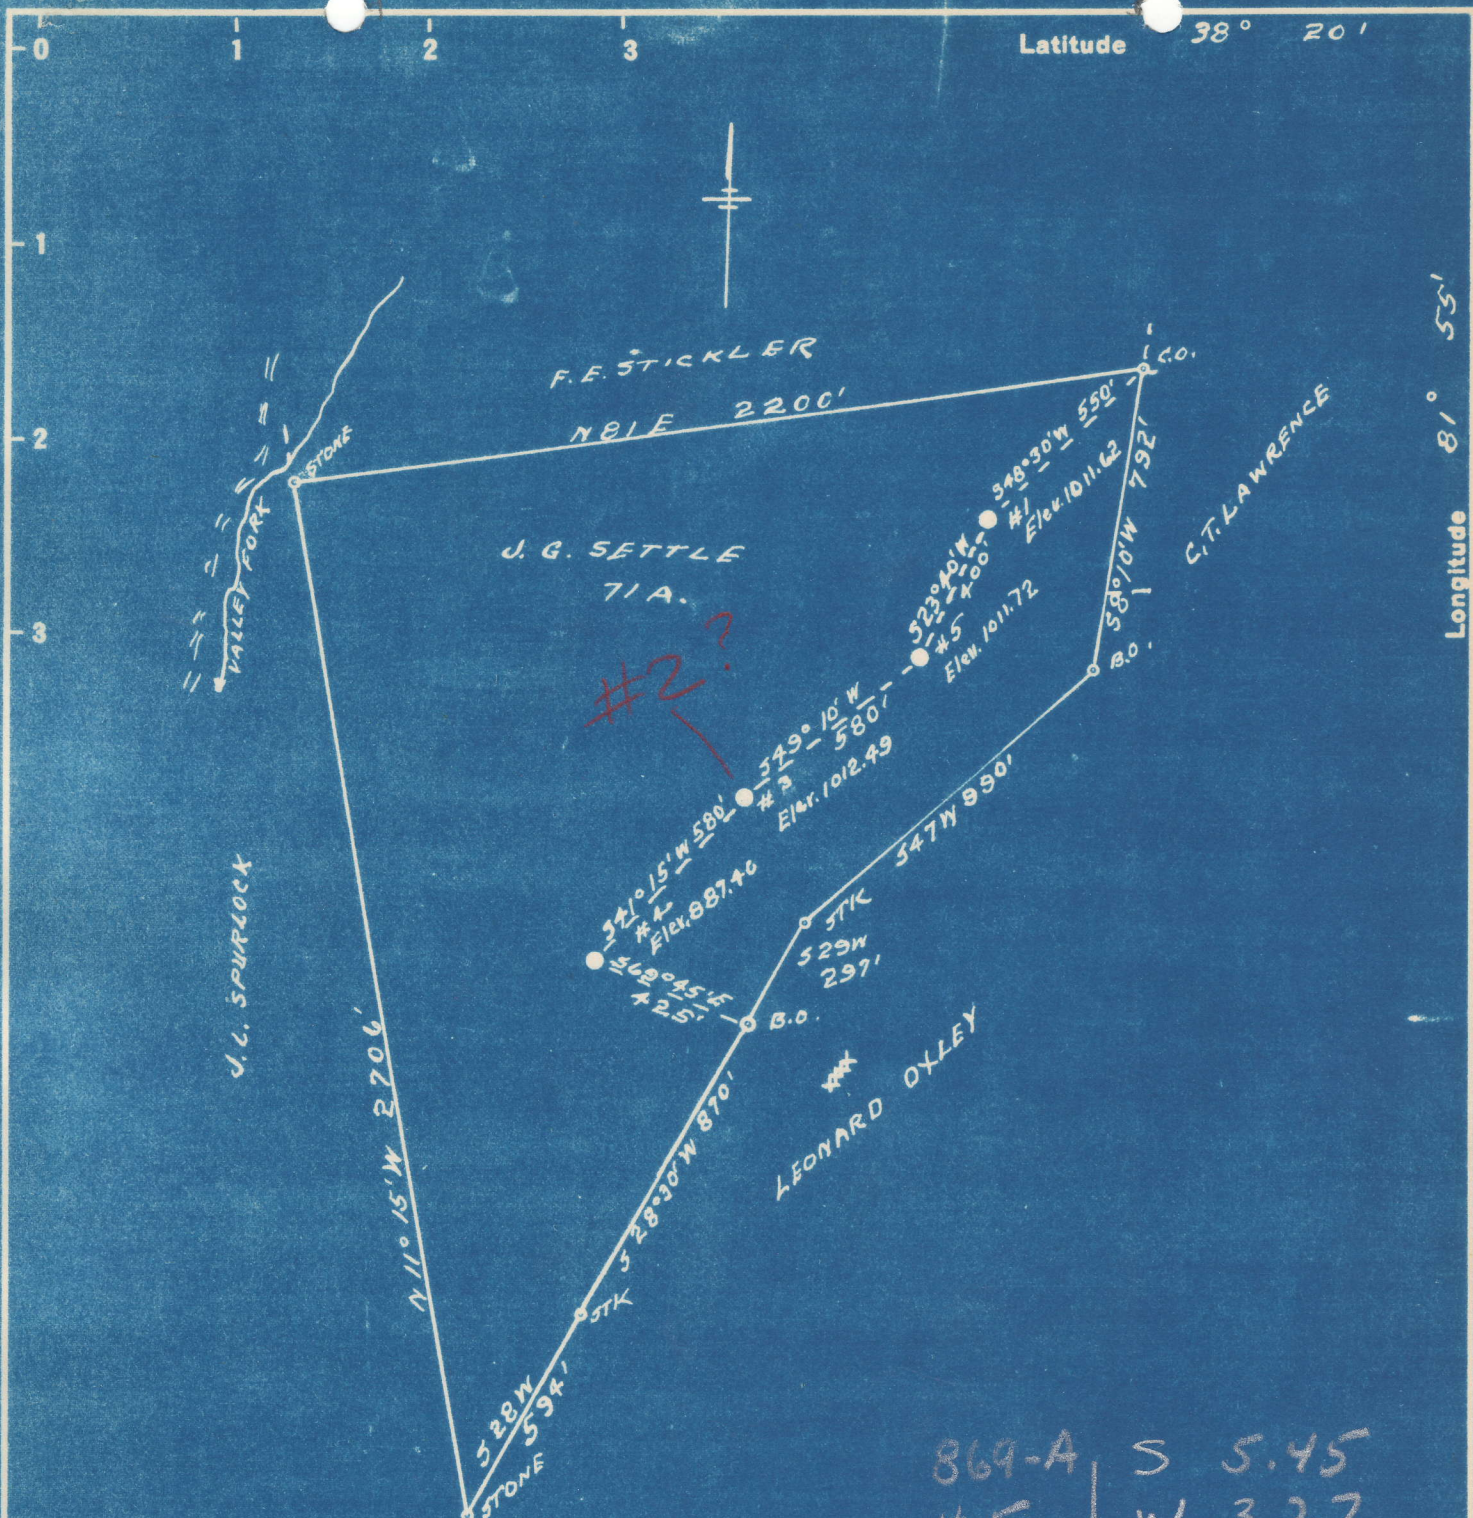 0
1
2
3
Latitude
38° 20'
1
2
3
81° 55'
Longitude
F.E. STICKLER
N81E 2200'
C.O.
STONE
VALLEY FORK
S48°30'W 550'
#1
Elev. 1011.62
S8°10'W 792'
C.T. LAWRENCE
J. G. SETTLE
71 A.
S23°40'W
400'
#5
Elev. 1011.72
B.O.
#2?
S49° 10' W
580'
#3
Elev. 1012.49
S47W 990'
S41°15'W 580'
#4
Elev. 887.40
STK
S29W
297'
45'E
425'
B.O.
J.L. SPURLOCK
LEONARD OXLEY
N 11° 15' W 2706'
S 28°30'W 870'
STK
S28W
594'
STONE
869-A S 5.45
W